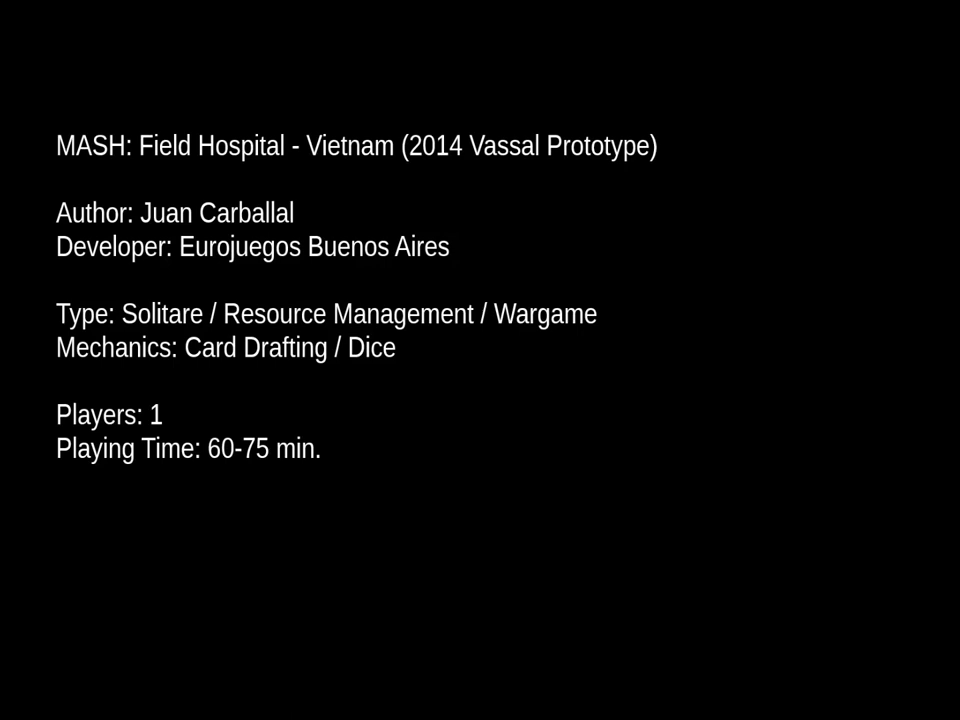 MASH: Field Hospital - Vietnam (2014 Vassal Prototype)
Author: Juan Carballal
Developer: Eurojuegos Buenos Aires
Type: Solitare / Resource Management / Wargame
Mechanics: Card Drafting / Dice
Players: 1
Playing Time: 60-75 min.